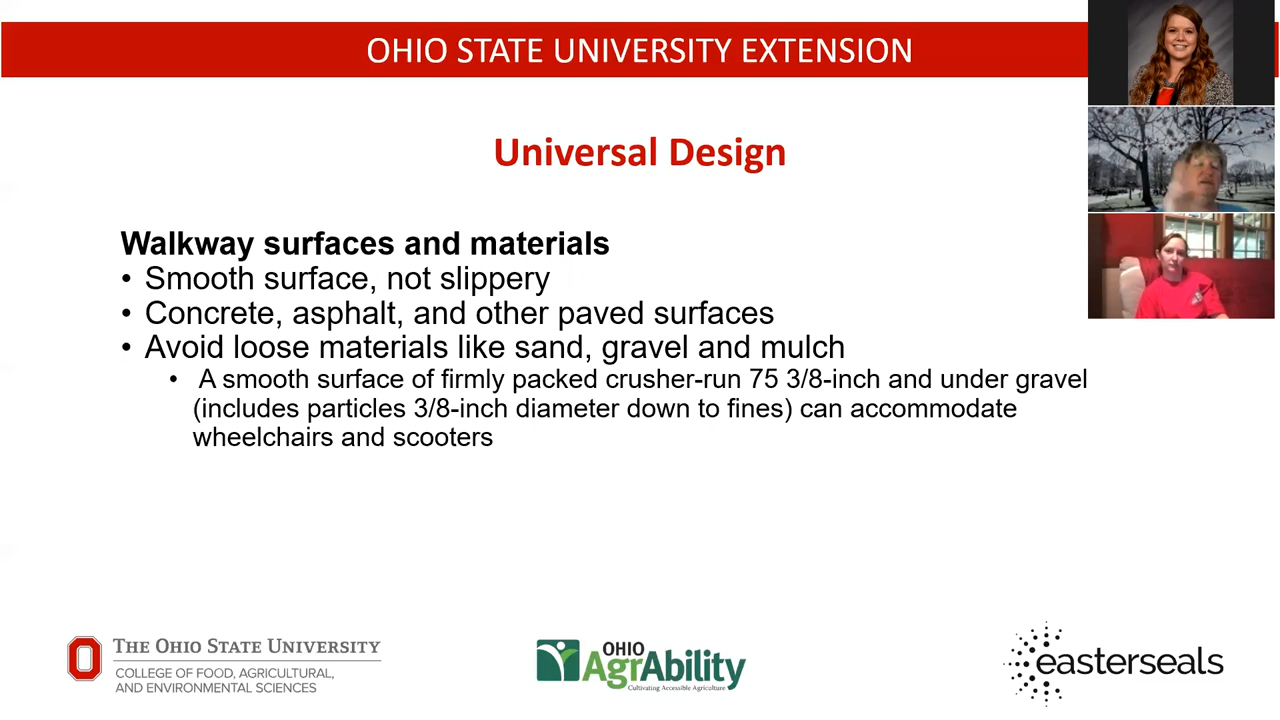 OHIO STATE UNIVERSITY EXTENSION
Universal Design
Walkway surfaces and materials
• Smooth surface, not slippery
• Concrete, asphalt, and other paved surfaces
• Avoid loose materials like sand, gravel and mulch
• A smooth surface of firmly packed crusher-run 75 3/8-inch and under gravel
(includes particles 3/8-inch diameter down to fines) can accommodate
wheelchairs and scooters
THE OHIO STATE UNIVERSITY
COLLEGE OF FOOD, AGRICULTURAL,
AND ENVIRONMENTAL SCIENCES
OHIO
AgrAbility
Cultivating Accessible Agriculture
easterseals